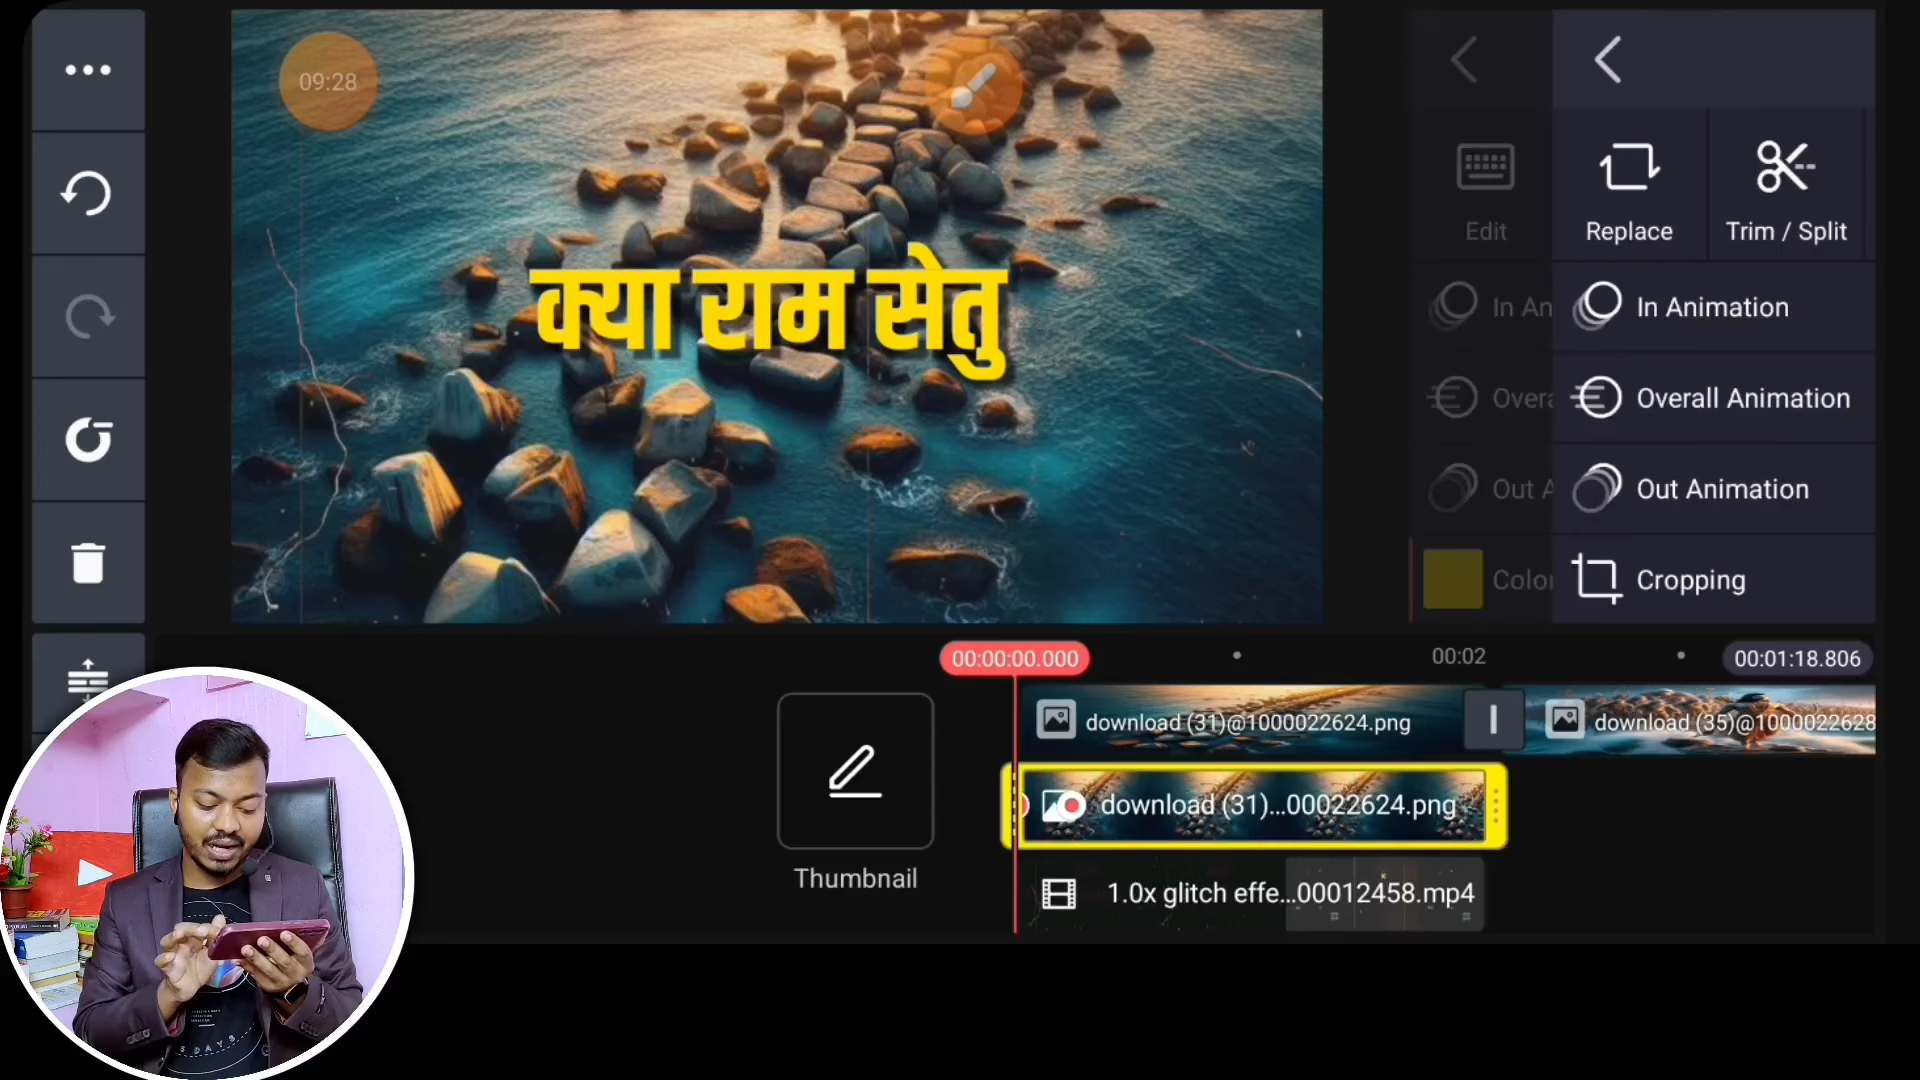 09:28
क्या राम सेतु
Edit
Replace
Trim / Split
In An
In Animation
Overa
Overall Animation
Out A
Out Animation
Color
Cropping
00:00:00.000
00:02
00:01:18.806
Thumbnail
download (31)@1000022624.png
download (35)@1000022628
download (31)...00022624.png
1.0x glitch effe...00012458.mp4